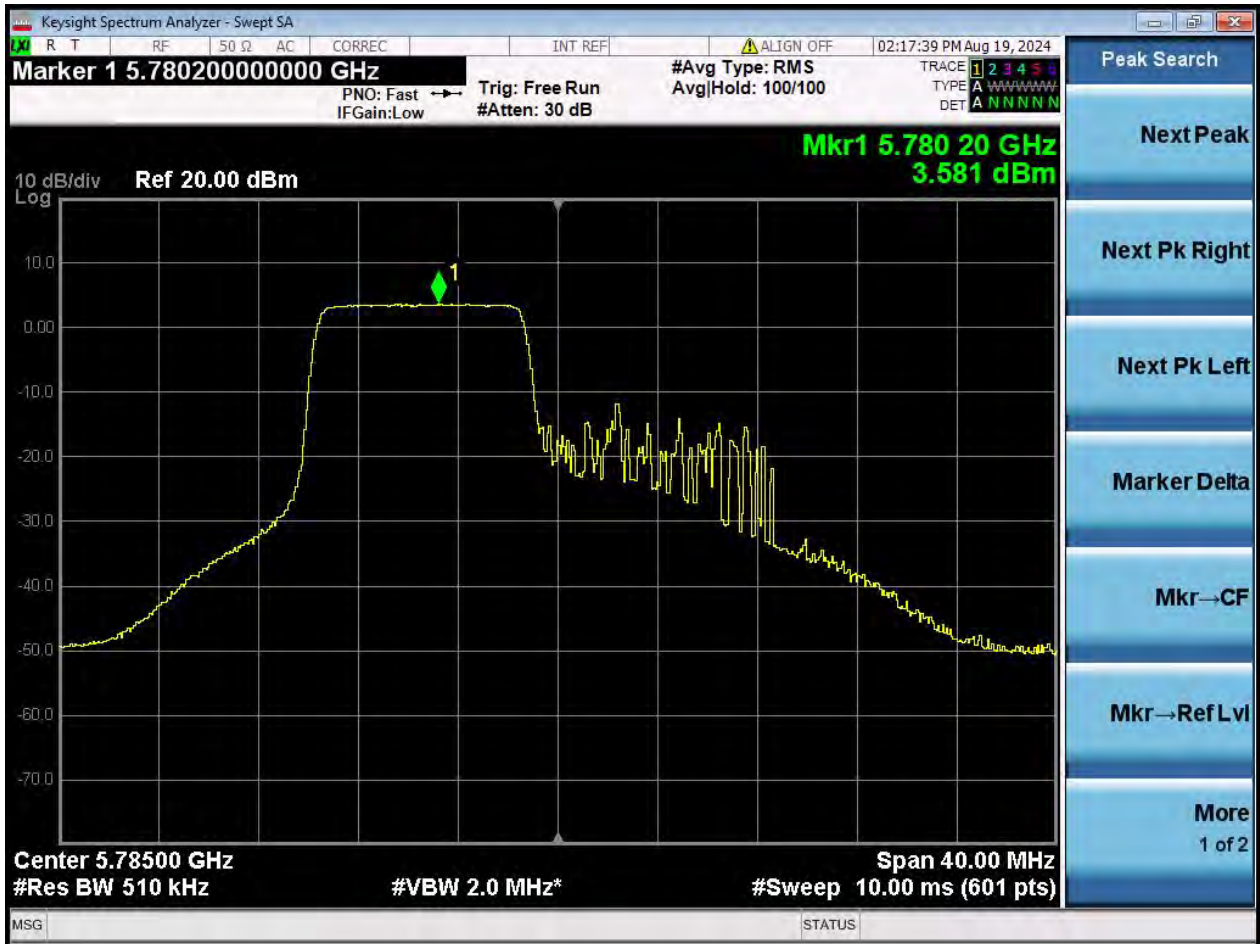 Keysight Spectrum Analyzer - Swept SA
LXI R T RF 50 Ω AC CORREC INT REF ALIGN OFF 02:17:39 PM Aug 19, 2024
Marker 1 5.780200000000 GHz
PNO: Fast
IFGain:Low
Trig: Free Run
#Atten: 30 dB
#Avg Type: RMS
Avg|Hold: 100/100
TRACE 1 2 3 4 5 6
TYPE A WWWWW
DET A N N N N N
Mkr1 5.780 20 GHz
3.581 dBm
10 dB/div Ref 20.00 dBm
Log
1
10.0
0.00
-10.0
-20.0
-30.0
-40.0
-50.0
-60.0
-70.0
Center 5.78500 GHz Span 40.00 MHz
#Res BW 510 kHz #VBW 2.0 MHz* #Sweep 10.00 ms (601 pts)
MSG STATUS
Peak Search
Next Peak
Next Pk Right
Next Pk Left
Marker Delta
Mkr→CF
Mkr→Ref Lvl
More
1 of 2